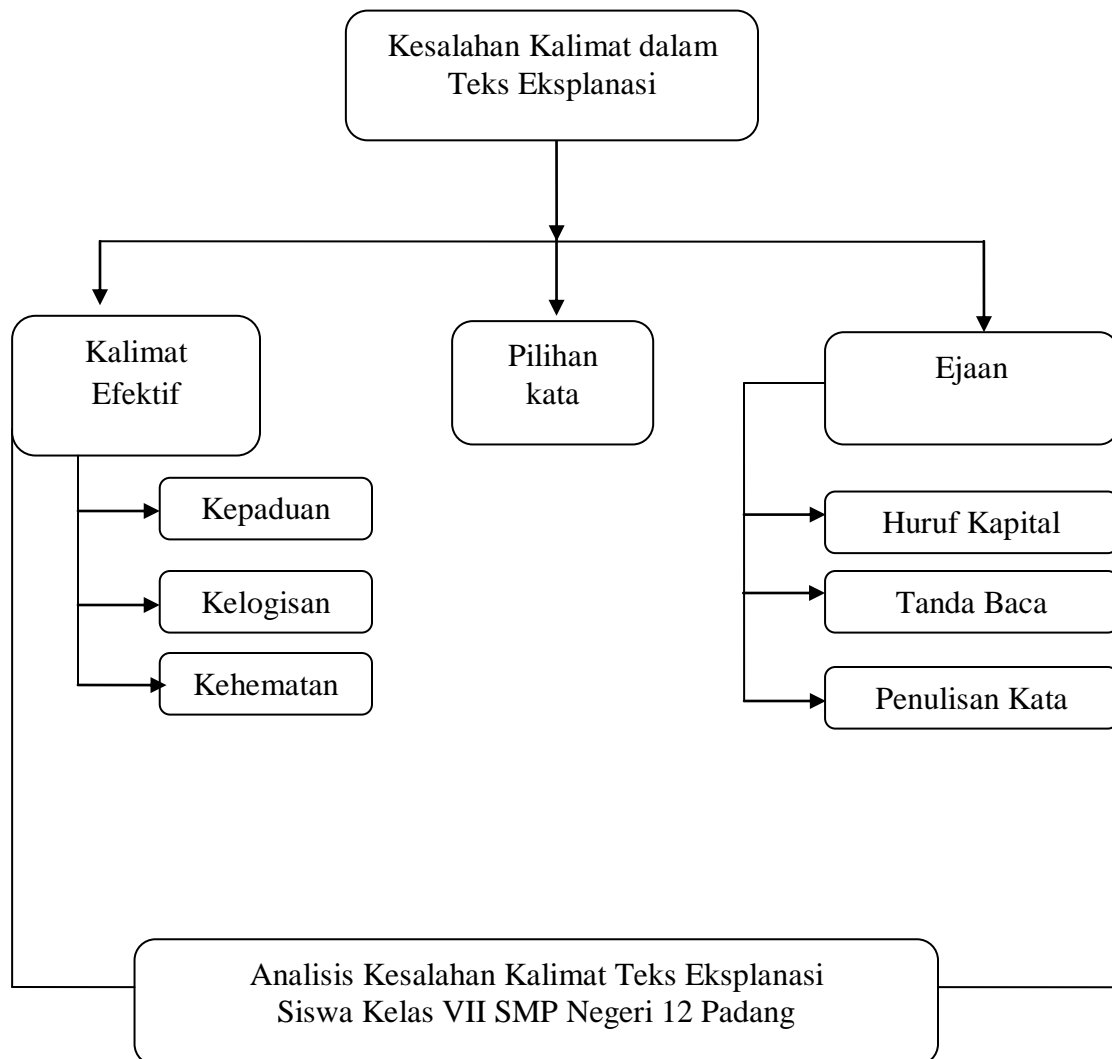 Kesalahan Kalimat dalam
Teks Eksplanasi
Kalimat
Efektif
Pilihan
kata
Ejaan
Kepaduan
Kelogisan
Kehematan
Huruf Kapital
Tanda Baca
Penulisan Kata
Analisis Kesalahan Kalimat Teks Eksplanasi
Siswa Kelas VII SMP Negeri 12 Padang